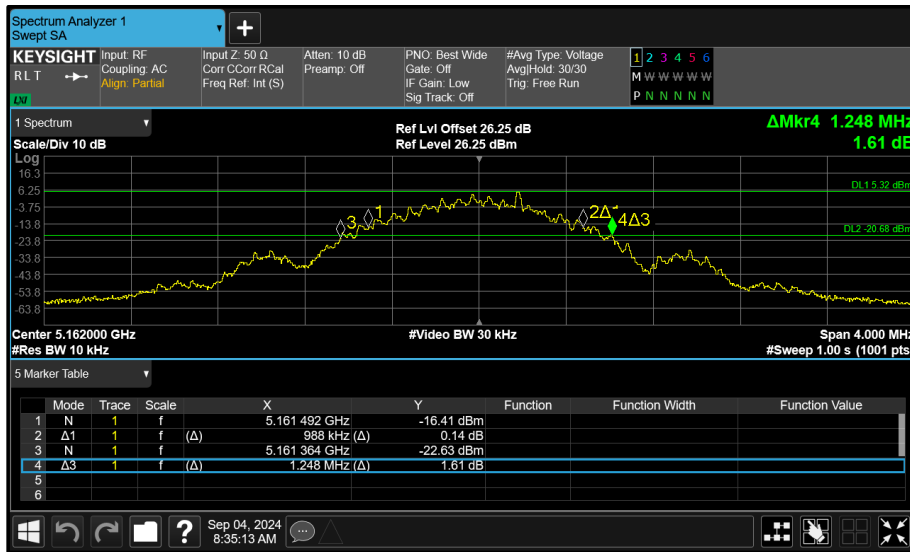 Spectrum Analyzer 1
Swept SA
+
KEYSIGHT
RLT
LXI
Input: RF
Coupling: AC
Align: Partial
Input Z: 50 Ω
Corr CCorr RCal
Freq Ref: Int (S)
Atten: 10 dB
Preamp: Off
PNO: Best Wide
Gate: Off
IF Gain: Low
Sig Track: Off
#Avg Type: Voltage
Avg|Hold: 30/30
Trig: Free Run
1 2 3 4 5 6
M W W W W W
P N N N N N
1 Spectrum
Scale/Div 10 dB
Ref Lvl Offset 26.25 dB
Ref Level 26.25 dBm
ΔMkr4 1.248 MHz
1.61 dB
Log
16.3
6.25
-3.75
-13.8
-23.8
-33.8
-43.8
-53.8
-63.8
DL1 5.32 dBm
DL2 -20.68 dBm
3
1
2Δ1
4Δ3
Center 5.162000 GHz
#Res BW 10 kHz
#Video BW 30 kHz
Span 4.000 MHz
#Sweep 1.00 s (1001 pts
5 Marker Table
Mode Trace Scale X Y Function Function Width Function Value
1 N 1 f 5.161 492 GHz -16.41 dBm
2 Δ1 1 f (Δ) 988 kHz (Δ) 0.14 dB
3 N 1 f 5.161 364 GHz -22.63 dBm
4 Δ3 1 f (Δ) 1.248 MHz (Δ) 1.61 dB
5
6
?
Sep 04, 2024
8:35:13 AM